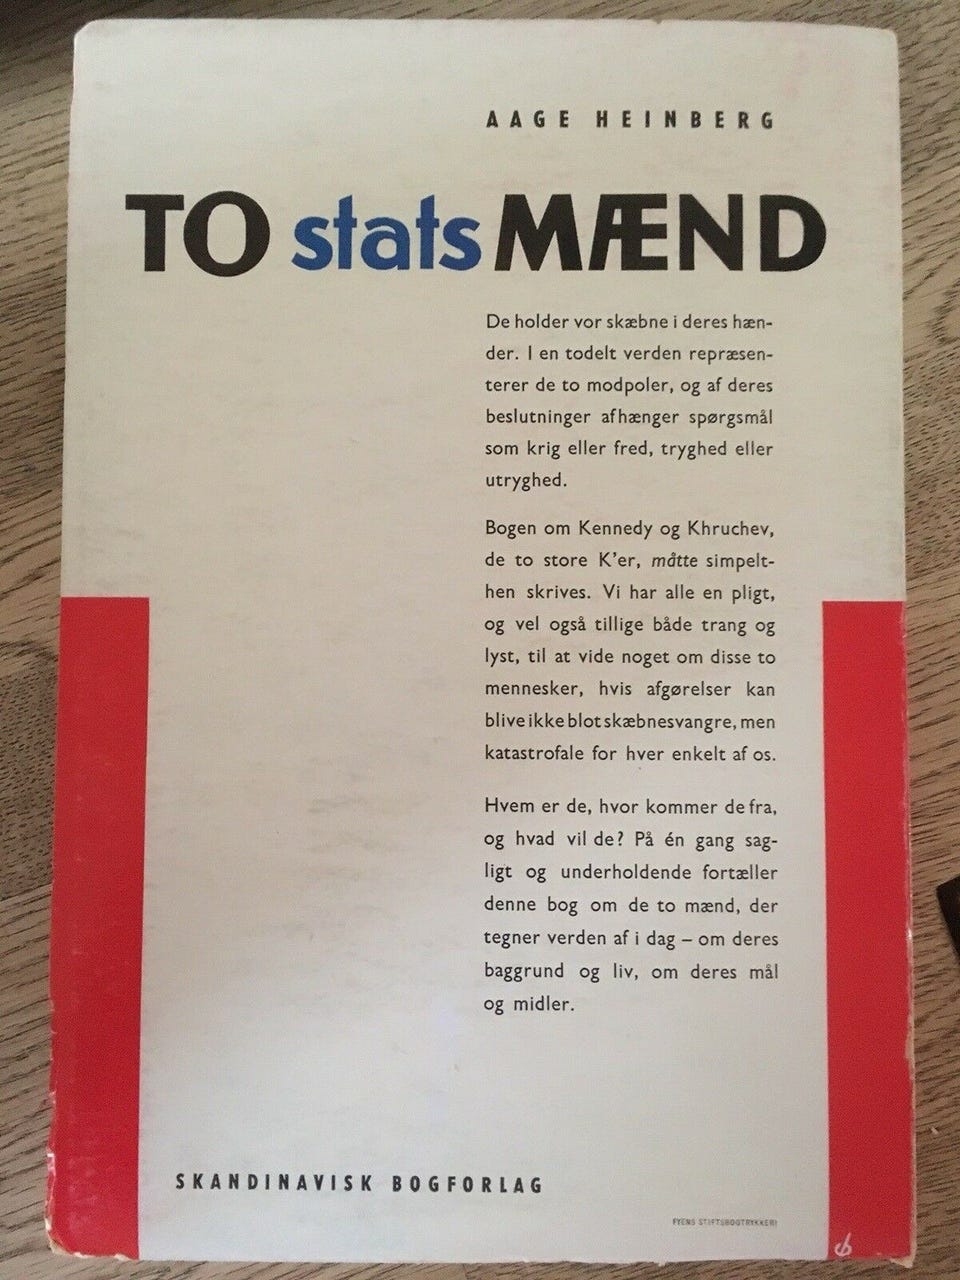 AAGE HEINBERG
TO stats MÆND
De holder vor skæbne i deres hæn-
der. I en todelt verden repræsen-
terer de to modpoler, og af deres
beslutninger afhænger spørgsmål
som krig eller fred, tryghed eller
utryghed.
Bogen om Kennedy og Khruchev,
de to store K'er, måtte simpelt-
hen skrives. Vi har alle en pligt,
og vel også tillige både trang og
lyst, til at vide noget om disse to
mennesker, hvis afgørelser kan
blive ikke blot skæbnesvangre, men
katastrofale for hver enkelt af os.
Hvem er de, hvor kommer de fra,
og hvad vil de? På én gang sag-
ligt og underholdende fortæller
denne bog om de to mænd, der
tegner verden af i dag – om deres
baggrund og liv, om deres mål
og midler.
SKANDINAVISK BOGFORLAG
FYENS STIFTSBOGTRYKKERI
cb